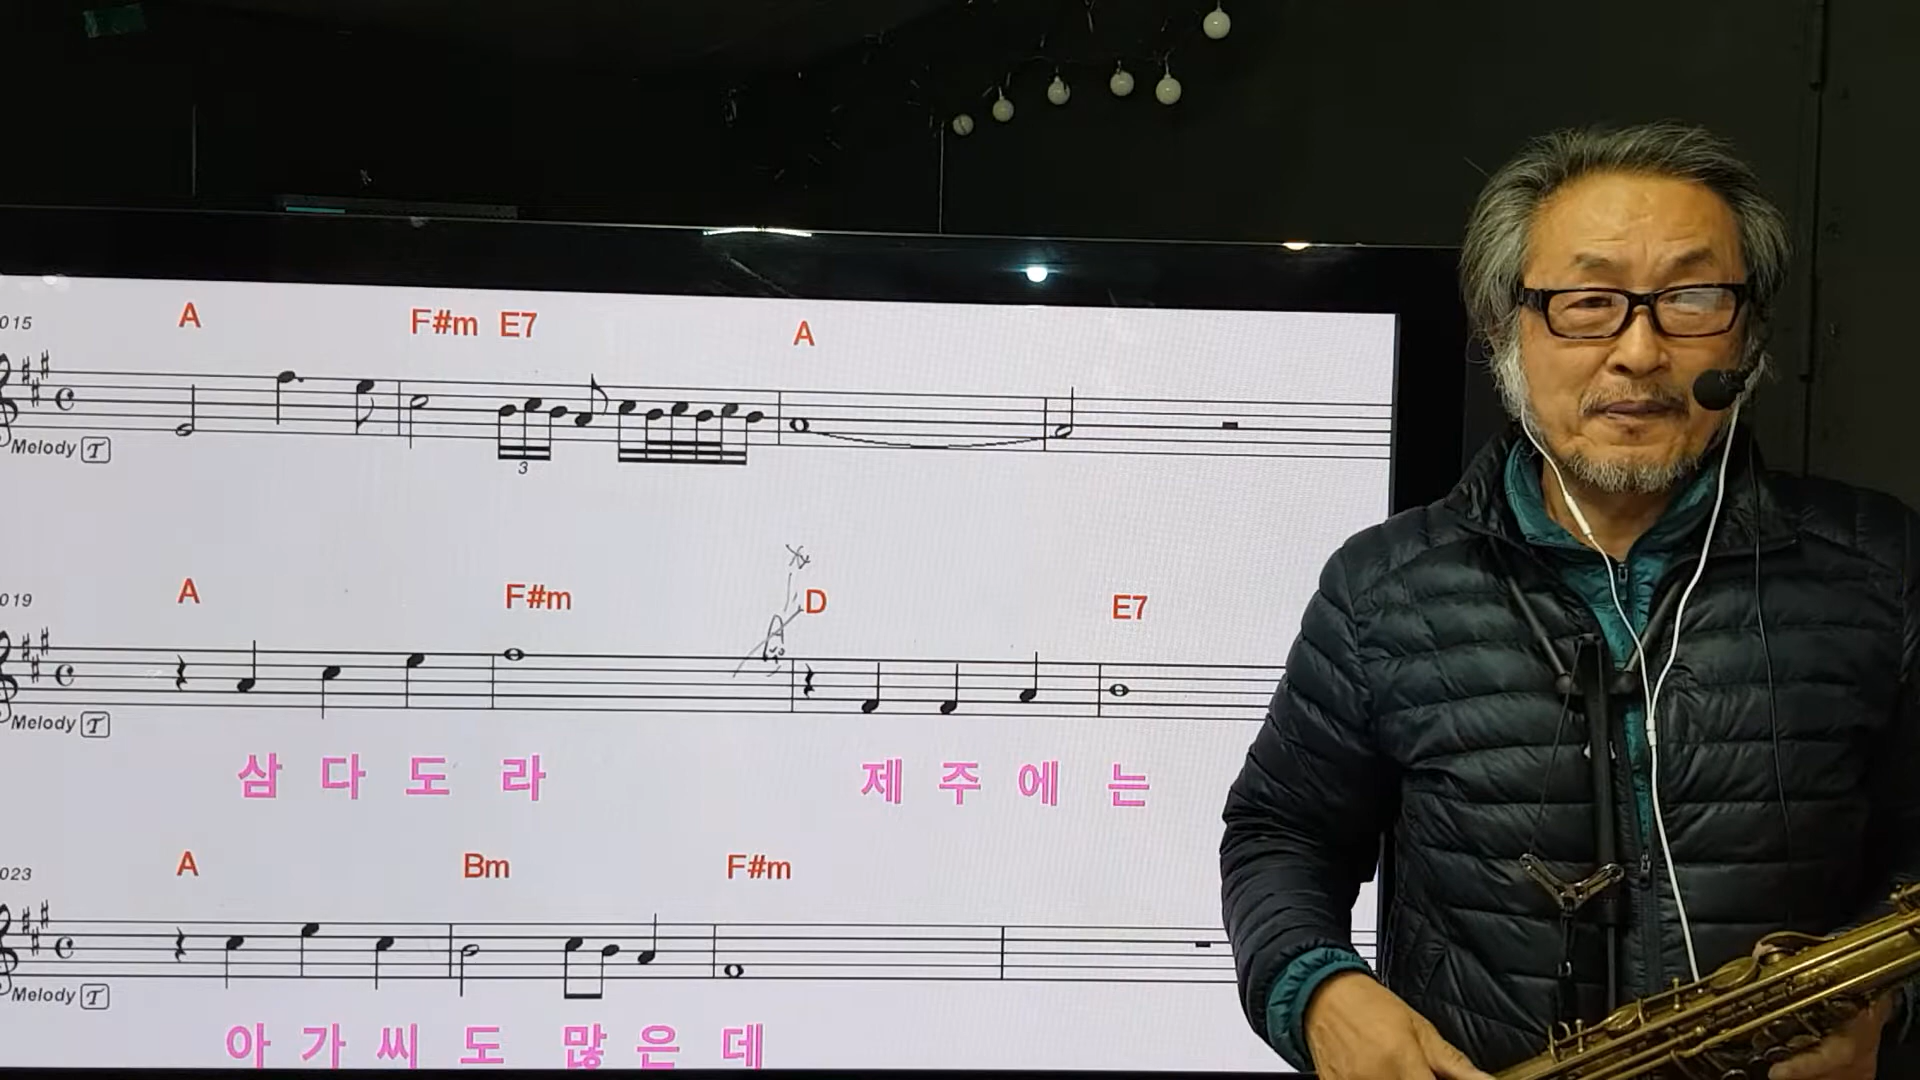 015 A F#m E7 A
Melody T
3
019 A F#m D E7
Melody T
삼 다 도 라 제 주 에 는
023 A Bm F#m
Melody T
아 가 씨 도 많 은 데